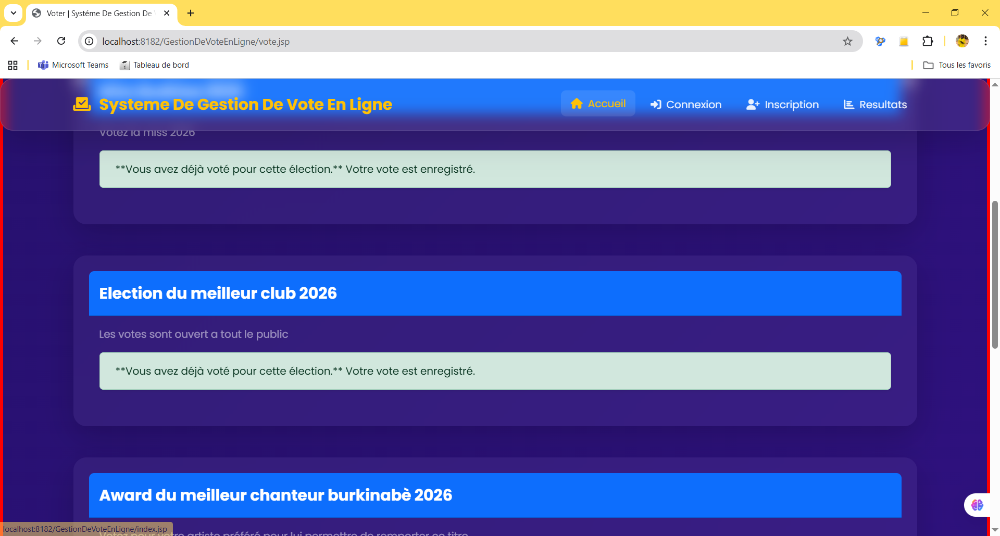 Voter | Systéme De Gestion De
localhost:8182/GestionDeVoteEnLigne/vote.jsp
Microsoft Teams
Tableau de bord
Tous les favoris
Systeme De Gestion De Vote En Ligne
Accueil
Connexion
Inscription
Resultats
Votez la miss 2026
**Vous avez déjà voté pour cette élection.** Votre vote est enregistré.
Election du meilleur club 2026
Les votes sont ouvert a tout le public
**Vous avez déjà voté pour cette élection.** Votre vote est enregistré.
Award du meilleur chanteur burkinabè 2026
Votez pour votre artiste préféré pour lui permettre de remporter ce titre
localhost:8182/GestionDeVoteEnLigne/index.jsp